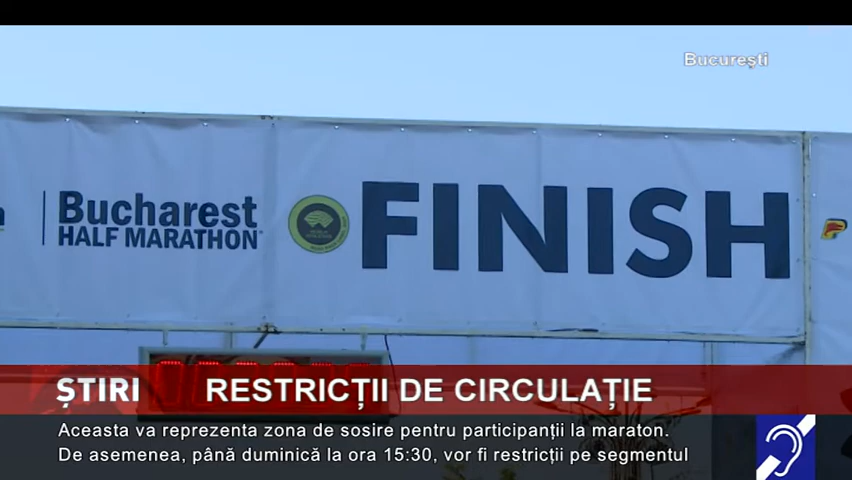 București
Bucharest
HALF MARATHON
FINISH
ȘTIRI
RESTRICȚII DE CIRCULAȚIE
Aceasta va reprezenta zona de sosire pentru participanții la maraton.
De asemenea, până duminică la ora 15:30, vor fi restricții pe segmentul